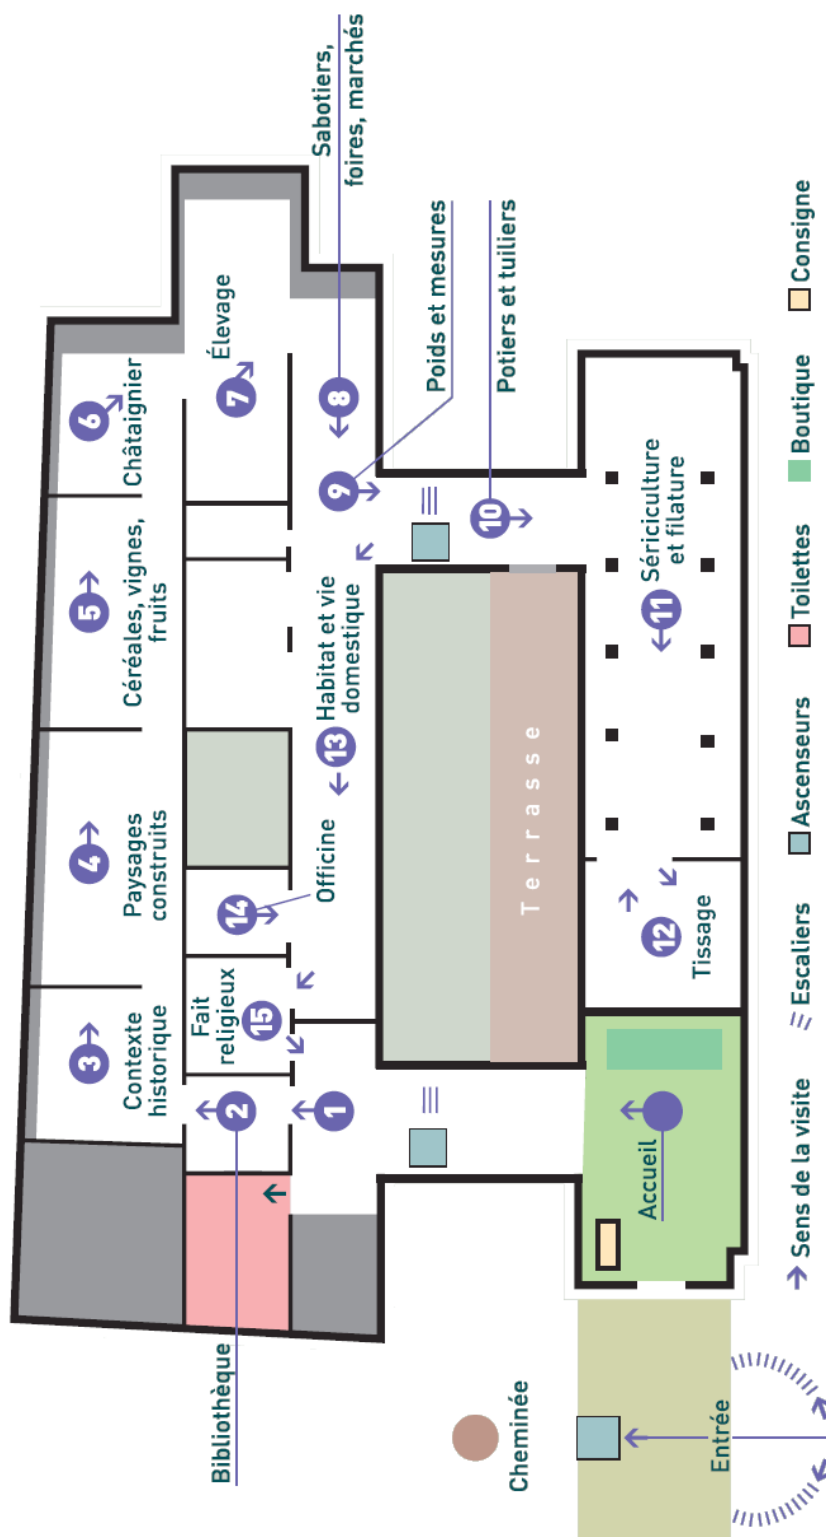 Sabotiers,
foires, marchés
Poids et mesures
Potiers et tuiliers
6
Châtaignier
7
Élevage
8
9
10
5
Céréales, vignes,
fruits
4
Paysages
construits
3
Contexte
historique
13
Habitat et vie
domestique
14
Officine
Fait
religieux
15
2
Bibliothèque
1
Terrasse
11
Sériciculture
et filature
12
Tissage
Accueil
Cheminée
Entrée
Sens de la visite
Escaliers
Ascenseurs
Toilettes
Boutique
Consigne